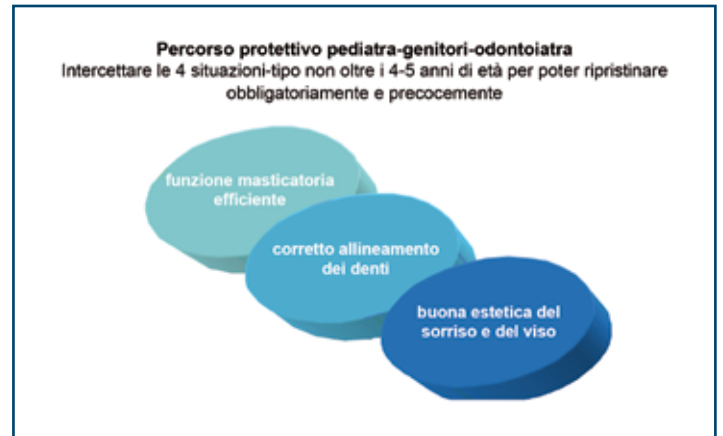 Percorso protettivo pediatra-genitori-odontoiatra
Intercettare le 4 situazioni-tipo non oltre i 4-5 anni di età per poter ripristinare
obbligatoriamente e precocemente
funzione masticatoria
efficiente
corretto allineamento
dei denti
buona estetica del
sorriso e del viso